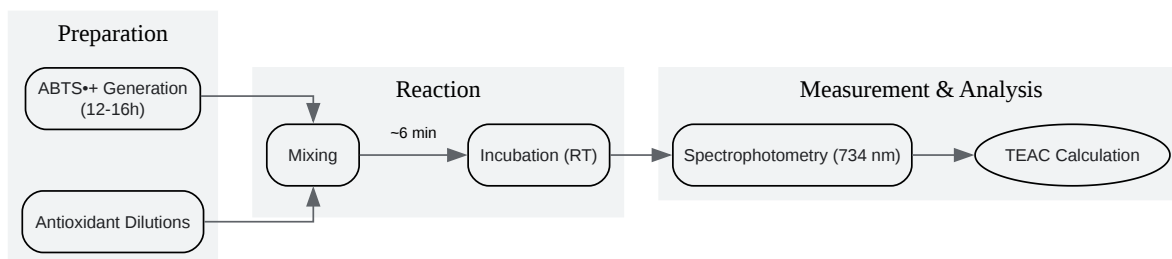 Preparation
ABTS•+ Generation
(12-16h)
Antioxidant Dilutions
Reaction
Mixing
~6 min
Incubation (RT)
Measurement & Analysis
Spectrophotometry (734 nm)
TEAC Calculation